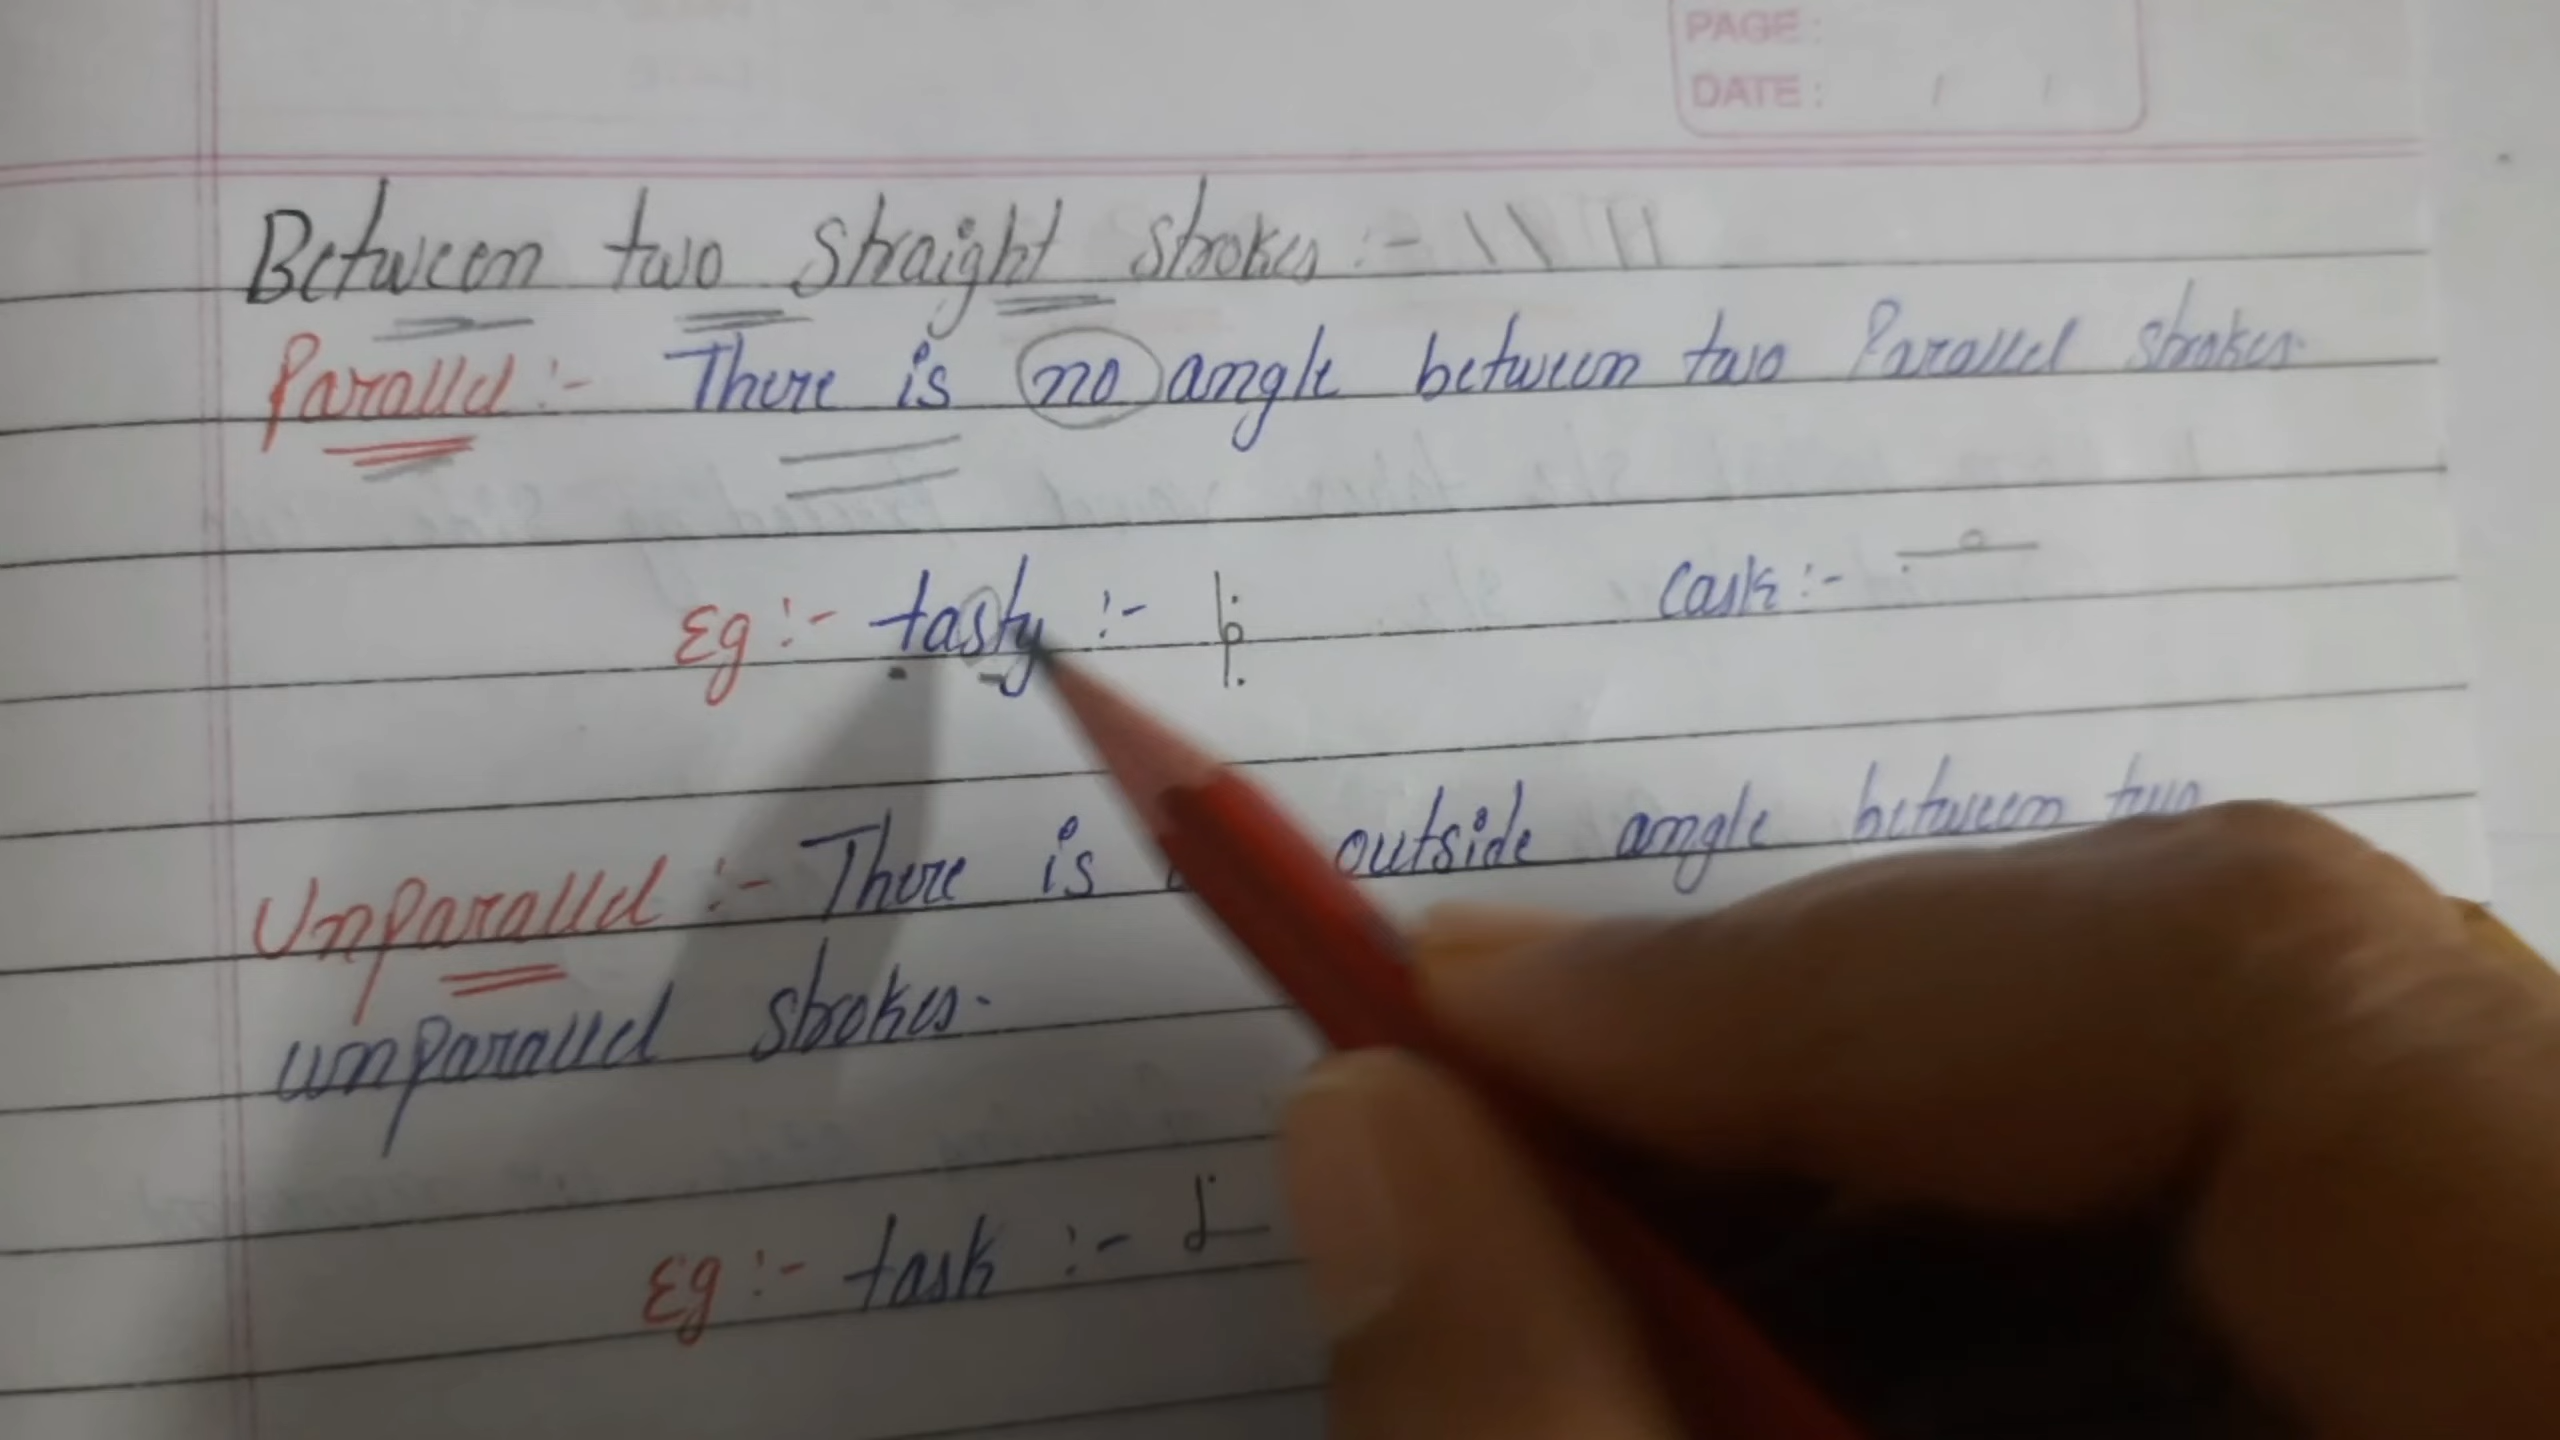 PAGE:
DATE: / /
Between two straight strokes :-
Parallel :- There is no angle between two Parallel strokes.
Eg :- tasty :- Cask :-
Unparallel :- There is outside angle between two
unparallel strokes.
Eg :- task :-